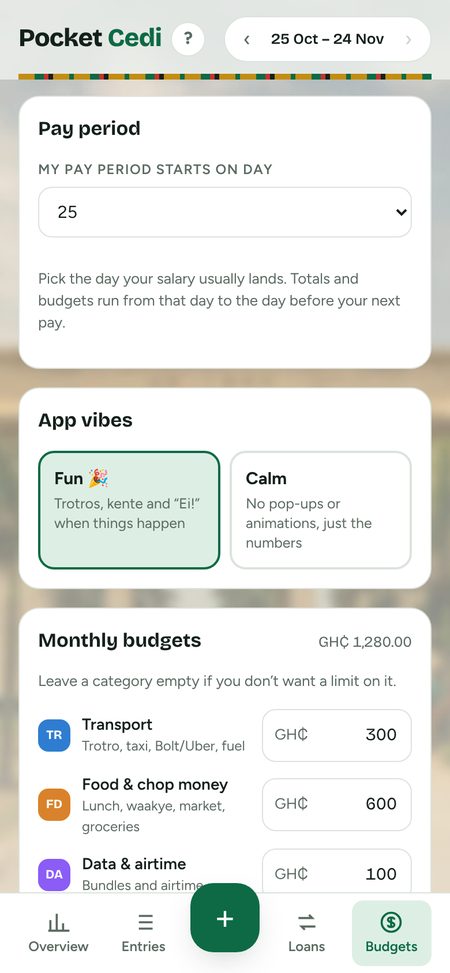 Pocket Cedi ? ‹ 25 Oct – 24 Nov ›
Pay period
MY PAY PERIOD STARTS ON DAY
25
Pick the day your salary usually lands. Totals and
budgets run from that day to the day before your next
pay.
App vibes
Fun 🎉
Trotros, kente and “Ei!”
when things happen
Calm
No pop-ups or
animations, just the
numbers
Monthly budgets GH₵ 1,280.00
Leave a category empty if you don’t want a limit on it.
TR Transport
Trotro, taxi, Bolt/Uber, fuel
GH₵ 300
FD Food & chop money
Lunch, waakye, market,
groceries
GH₵ 600
DA Data & airtime
Bundles and airtime
GH₵ 100
Overview Entries + Loans Budgets